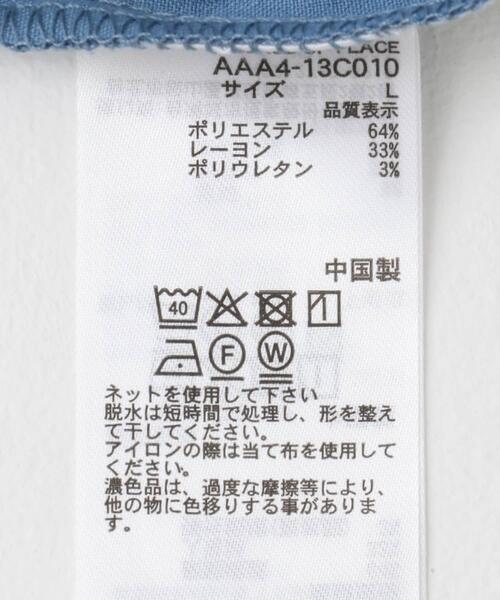 PLACE
AAA4-13C010
サイズ L
品質表示
ポリエステル 64%
レーヨン 33%
ポリウレタン 3%
中国製
40
F W
ネットを使用して下さい
脱水は短時間で処理し、形を整え
て干してください。
アイロンの際は当て布を使用して
ください。
濃色品は、過度な摩擦等により、
他の物に色移りする事がありま
す。